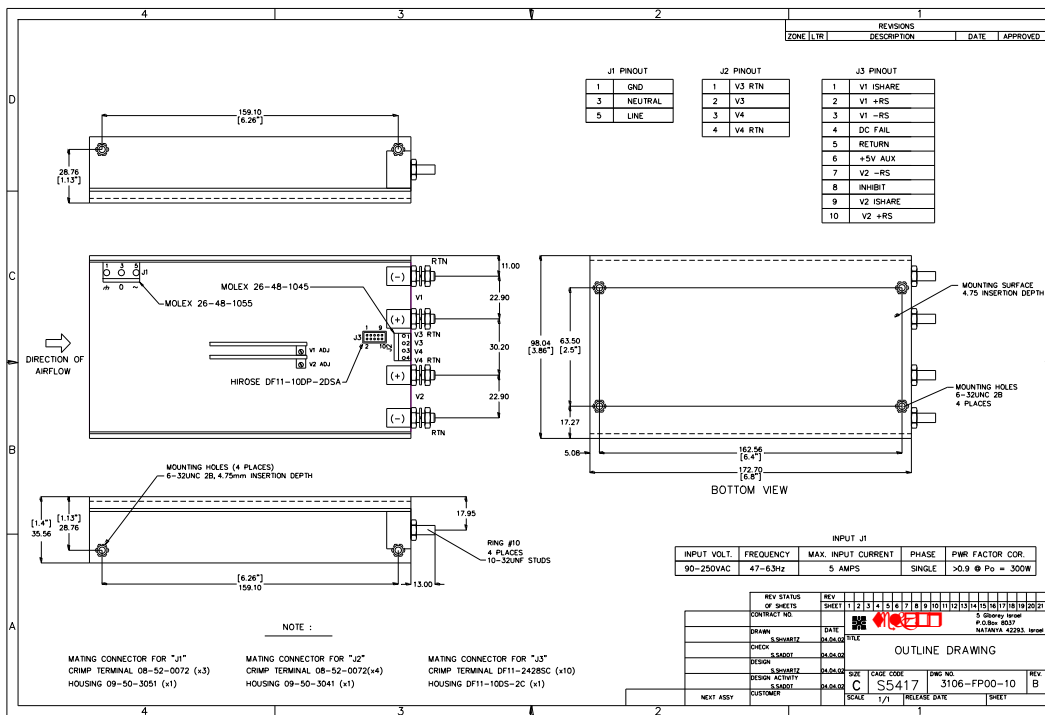 4 3 2 1
REVISIONS
ZONE LTR DESCRIPTION DATE APPROVED
D
C
B
A
J1 PINOUT
1 GND
3 NEUTRAL
5 LINE
J2 PINOUT
1 V3 RTN
2 V3
3 V4
4 V4 RTN
J3 PINOUT
1 V1 ISHARE
2 V1 +RS
3 V1 -RS
4 DC FAIL
5 RETURN
6 +5V AUX
7 V2 -RS
8 INHIBIT
9 V2 ISHARE
10 V2 +RS
159.10
[6.26"]
28.76
[1.13"]
1 3 5
J1
0 ~
MOLEX 26-48-1045
MOLEX 26-48-1055
DIRECTION OF
AIRFLOW
V1 ADJ
V2 ADJ
HIROSE DF11-10DP-2DSA
J3
1 9
2 10
J2
1 V3 RTN
2 V3
3 V4
4 V4 RTN
RTN
(-)
V1
(+)
(+)
V2
(-)
RTN
11.00
22.90
30.20
22.90
98.04
[3.86"]
63.50
[2.5"]
17.27
5.08
162.56
[6.4"]
172.70
[6.8"]
MOUNTING SURFACE
4.75 INSERTION DEPTH
MOUNTING HOLES
6-32UNC 2B
4 PLACES
BOTTOM VIEW
MOUNTING HOLES (4 PLACES)
6-32UNC 2B, 4.75mm INSERTION DEPTH
[1.4"]
35.56
[1.13"]
28.76
17.95
RING #10
4 PLACES
10-32UNF STUDS
[6.26"]
159.10
13.00
INPUT J1
INPUT VOLT. FREQUENCY MAX. INPUT CURRENT PHASE PWR FACTOR COR.
90-250VAC 47-63Hz 5 AMPS SINGLE >0.9 @ Po = 300W
NOTE :
MATING CONNECTOR FOR "J1"
CRIMP TERMINAL 08-52-0072 (x3)
HOUSING 09-50-3051 (x1)
MATING CONNECTOR FOR "J2"
CRIMP TERMINAL 08-52-0072(x4)
HOUSING 09-50-3041 (x1)
MATING CONNECTOR FOR "J3"
CRIMP TERMINAL DF11-2428SC (x10)
HOUSING DF11-10DS-2C (x1)
REV STATUS
OF SHEETS
REV
SHEET 1 2 3 4 5 6 7 8 9 10 11 12 13 14 15 16 17 18 19 20 21
CONTRACT NO.
5 Giborey Israel
P.O.Box 8037
NATANYA 42293, Israel
DRAWN DATE
S.SHVARTZ 04.04.02
CHECK
S.SADOT 04.04.02
DESIGN
S.SHVARTZ 04.04.02
DESIGN ACTIVITY
S.SADOT 04.04.02
CUSTOMER
NEXT ASSY
TITLE
OUTLINE DRAWING
SIZE CAGE CODE DWG NO. REV.
C S5417 3106-FP00-10 B
SCALE 1/1 RELEASE DATE SHEET
4 3 2 1